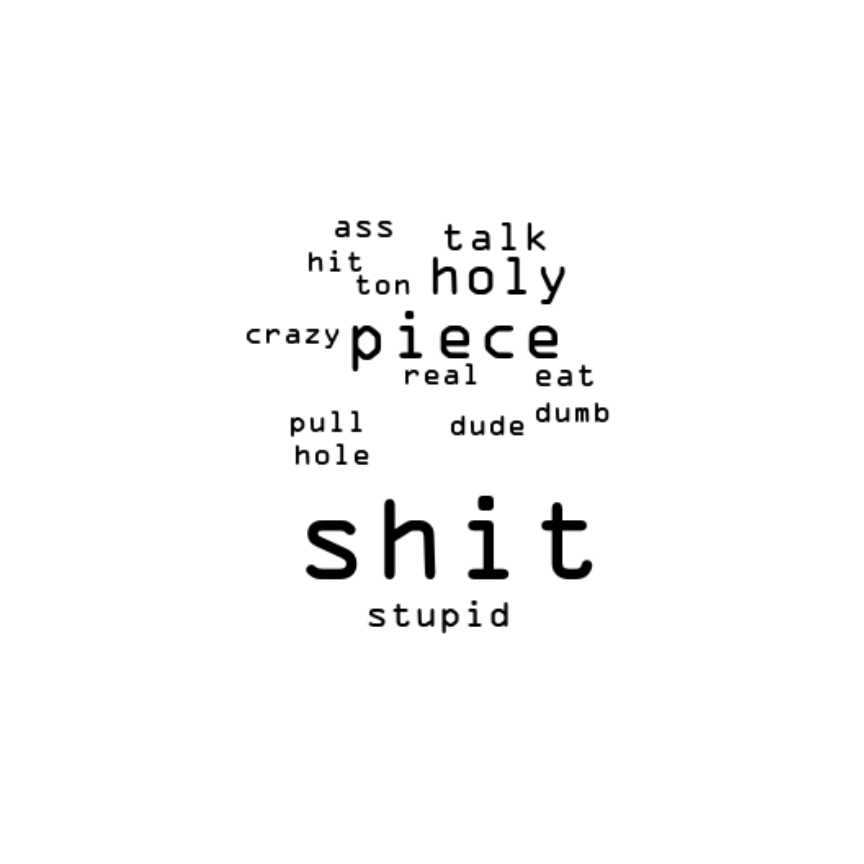 ass
talk
hit
ton
holy
crazy
piece
real
eat
dumb
pull
dude
hole
shit
stupid